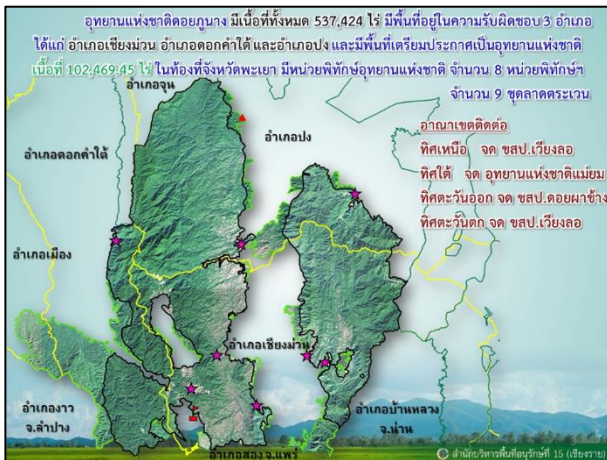 อุทยานแห่งชาติดอยภูนาง มีเนื้อที่ทั้งหมด 537,424 ไร่ มีพื้นที่อยู่ในความรับผิดชอบ 3 อำเภอ
ได้แก่ อำเภอเชียงม่วน อำเภอดอกคำใต้ และอำเภอปง และมีพื้นที่เตรียมประกาศเป็นอุทยานแห่งชาติ
เนื้อที่ 102,469.45 ไร่ ในท้องที่จังหวัดพะเยา มีหน่วยพิทักษ์อุทยานแห่งชาติ จำนวน 8 หน่วยพิทักษ์ฯ
จำนวน 9 ชุดลาดตระเวน
อำเภอจุน
อำเภอปง
อำเภอดอกคำใต้
อาณาเขตติดต่อ
ทิศเหนือ จด ขสป.เวียงลอ
ทิศใต้ จด อุทยานแห่งชาติแม่ยม
ทิศตะวันออก จด ขสป.ดอยผาช้าง
ทิศตะวันตก จด ขสป.เวียงลอ
อำเภอเมือง
อำเภอเชียงม่วน
อำเภองาว
จ.ลำปาง
อำเภอบ้านหลวง
จ.น่าน
อำเภอสอง จ.แพร่
สำนักบริหารพื้นที่อนุรักษ์ที่ 15 (เชียงราย)